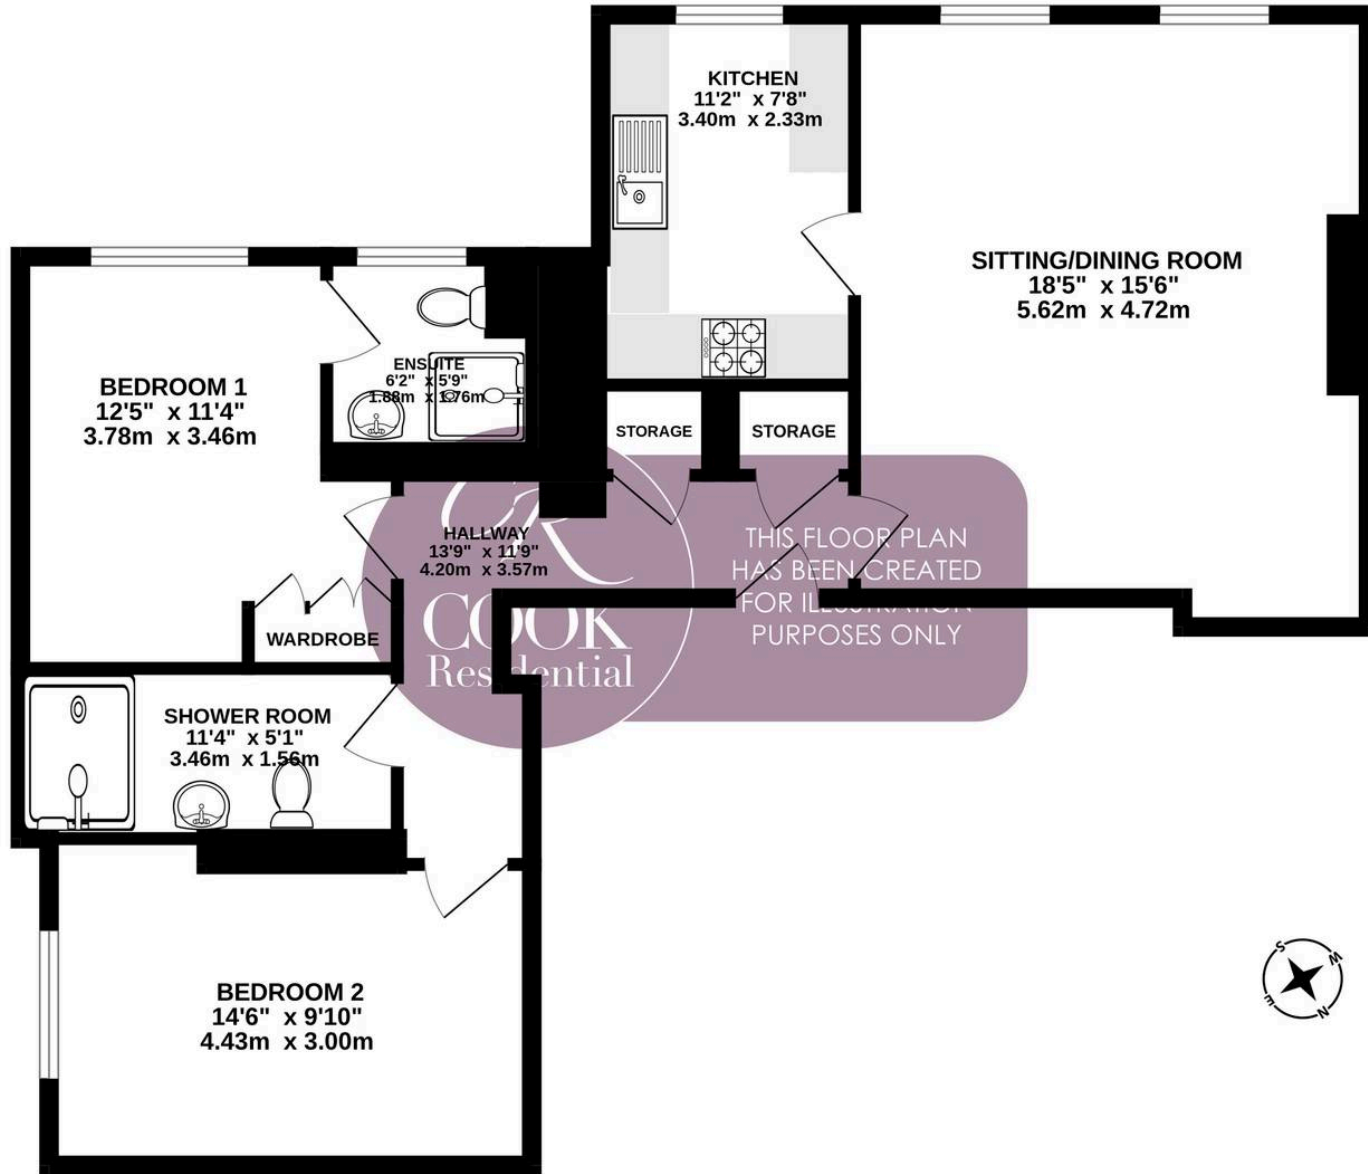 KITCHEN
11'2" x 7'8"
3.40m x 2.33m
SITTING/DINING ROOM
18'5" x 15'6"
5.62m x 4.72m
BEDROOM 1
12'5" x 11'4"
3.78m x 3.46m
ENSUITE
6'2" x 5'9"
1.88m x 1.76m
STORAGE
STORAGE
HALLWAY
13'9" x 11'9"
4.20m x 3.57m
CR
COOK
Residential
THIS FLOOR PLAN
HAS BEEN CREATED
FOR ILLUSTRATION
PURPOSES ONLY
WARDROBE
SHOWER ROOM
11'4" x 5'1"
3.46m x 1.56m
BEDROOM 2
14'6" x 9'10"
4.43m x 3.00m
S
W
E
N